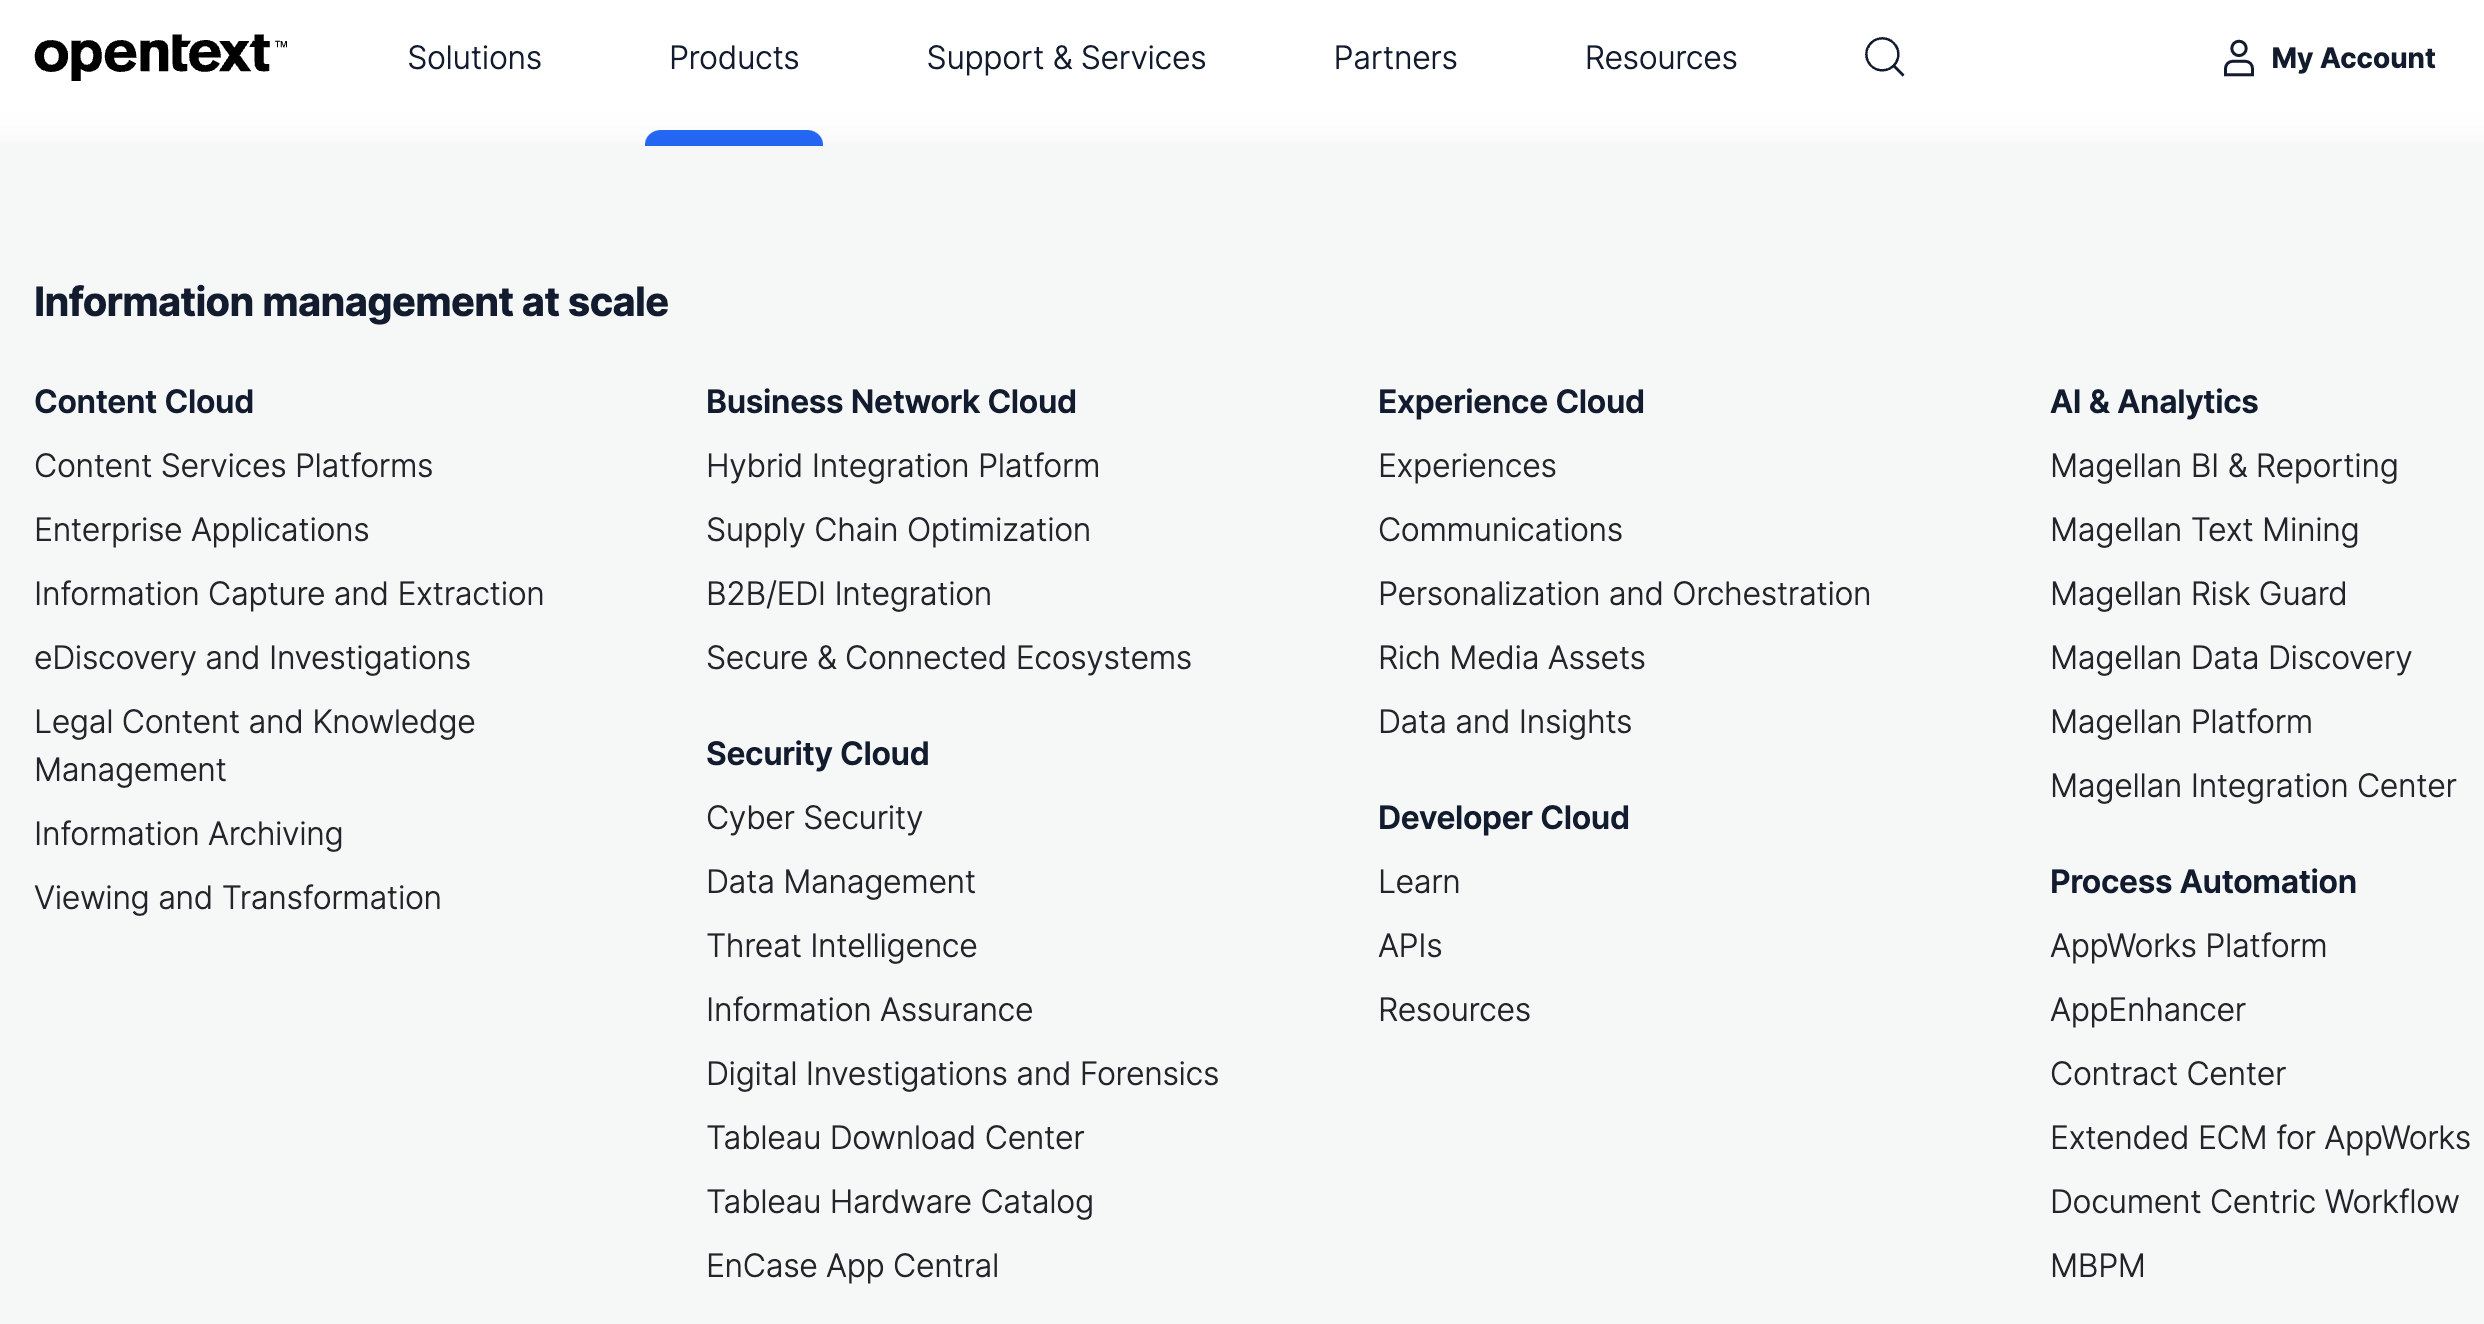 opentext™
Solutions
Products
Support & Services
Partners
Resources
My Account
Information management at scale
Content Cloud
Content Services Platforms
Enterprise Applications
Information Capture and Extraction
eDiscovery and Investigations
Legal Content and Knowledge
Management
Information Archiving
Viewing and Transformation
Business Network Cloud
Hybrid Integration Platform
Supply Chain Optimization
B2B/EDI Integration
Secure & Connected Ecosystems
Security Cloud
Cyber Security
Data Management
Threat Intelligence
Information Assurance
Digital Investigations and Forensics
Tableau Download Center
Tableau Hardware Catalog
EnCase App Central
Experience Cloud
Experiences
Communications
Personalization and Orchestration
Rich Media Assets
Data and Insights
Developer Cloud
Learn
APIs
Resources
AI & Analytics
Magellan BI & Reporting
Magellan Text Mining
Magellan Risk Guard
Magellan Data Discovery
Magellan Platform
Magellan Integration Center
Process Automation
AppWorks Platform
AppEnhancer
Contract Center
Extended ECM for AppWorks
Document Centric Workflow
MBPM